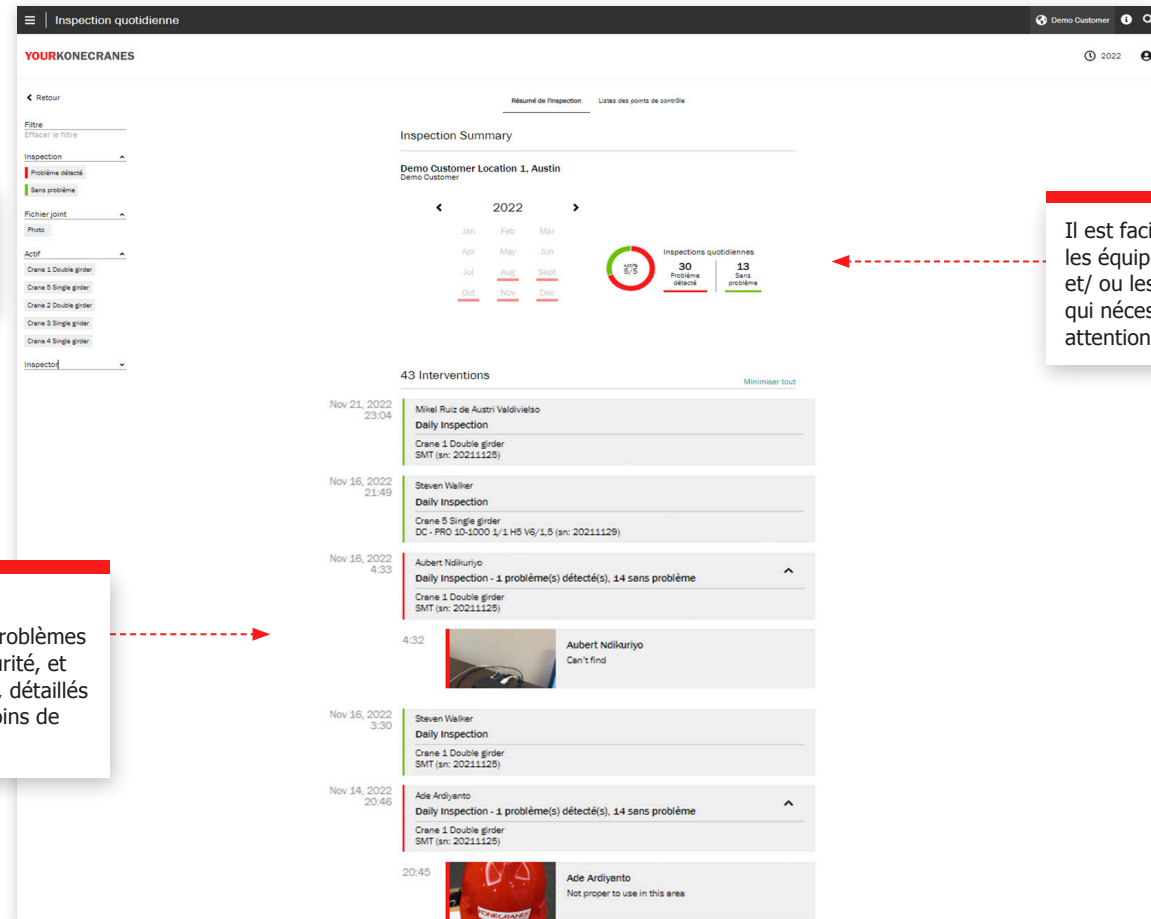 Inspection quotidienne
Demo Customer
YOURKONECRANES
2022
Retour
Résumé de l'Inspection
Listes des points de contrôle
Filtre
Effacer le filtre
Inspection
Problème détecté
Sans problème
Fichier joint
Photo
Actif
Crane 1 Double girder
Crane 5 Single girder
Crane 2 Double girder
Crane 3 Single grider
Crane 4 Single girder
Inspector
Inspection Summary
Demo Customer Location 1, Austin
Demo Customer
2022
Jan Feb Mar
Apr May Jun
Jul Aug Sept
Oct Nov Dec
Actifs
5/5
Inspections quotidiennes
30
Problème
détecté
13
Sans
problème
Il est faci
les équip
et/ ou les
qui néces
attention
43 Interventions
Minimiser tout
Nov 21, 2022
23:04
Mikel Ruiz de Austri Valdivielso
Daily Inspection
Crane 1 Double girder
SMT (sn: 20211125)
Nov 16, 2022
21:49
Steven Walker
Daily Inspection
Crane 5 Single girder
DC - PRO 10-1000 1/1 H5 V6/1,5 (sn: 20211129)
Nov 16, 2022
4:33
Aubert Ndikuriyo
Daily Inspection - 1 problème(s) détecté(s), 14 sans problème
Crane 1 Double girder
SMT (sn: 20211125)
roblèmes
urité, et
, détaillés
oins de
4:32
Aubert Ndikuriyo
Can't find
Nov 16, 2022
3:30
Steven Walker
Daily Inspection
Crane 1 Double girder
SMT (sn: 20211125)
Nov 14, 2022
20:46
Ade Ardiyanto
Daily Inspection - 1 problème(s) détecté(s), 14 sans problème
Crane 1 Double girder
SMT (sn: 20211125)
20:45
Ade Ardiyanto
Not proper to use in this area
KONECRANES